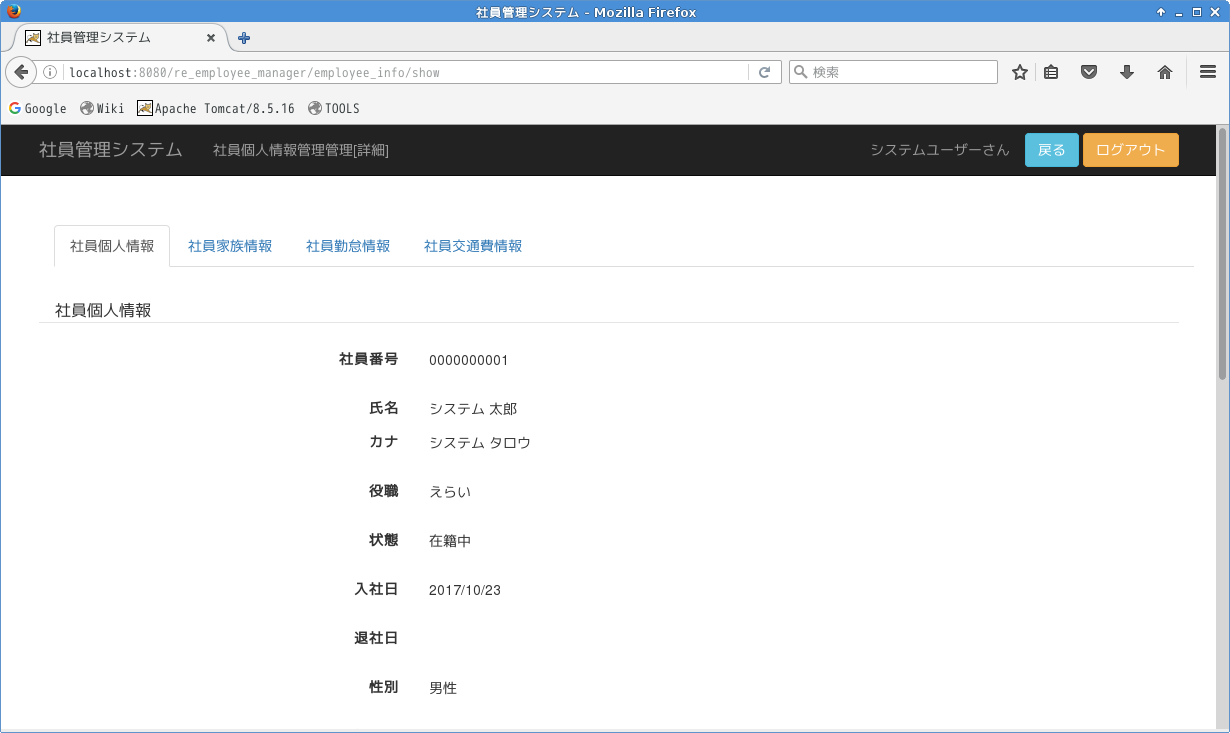 社員管理システム - Mozilla Firefox
社員管理システム
localhost:8080/re_employee_manager/employee_info/show
検索
Google Wiki Apache Tomcat/8.5.16 TOOLS
社員管理システム 社員個人情報管理管理[詳細] システムユーザーさん 戻る ログアウト
社員個人情報 社員家族情報 社員勤怠情報 社員交通費情報
社員個人情報
社員番号 0000000001
氏名 システム 太郎
カナ システム タロウ
役職 えらい
状態 在籍中
入社日 2017/10/23
退社日
性別 男性